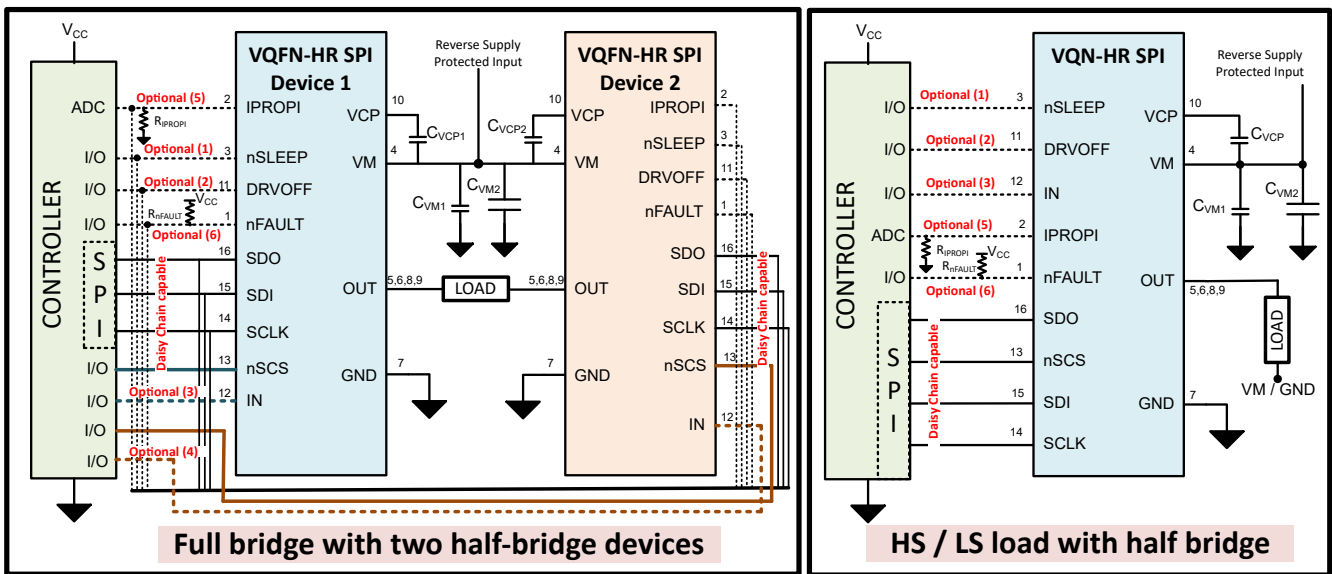 VCC
CONTROLLER
ADC
I/O
I/O
I/O
S
P
I
I/O
I/O
I/O
I/O
Optional (5)
RIPROPI
Optional (1)
Optional (2)
VCC
RnFAULT
Optional (6)
Daisy Chain capable
Optional (3)
Optional (4)
2
3
11
1
16
15
14
13
12
VQFN-HR SPI
Device 1
IPROPI
nSLEEP
DRVOFF
nFAULT
SDO
SDI
SCLK
nSCS
IN
VCP
VM
OUT
GND
10
4
5,6,8,9
7
Reverse Supply
Protected Input
CVCP1
CVCP2
CVM1
CVM2
LOAD
10
4
5,6,8,9
7
VQFN-HR SPI
Device 2
VCP
VM
OUT
GND
IPROPI
nSLEEP
DRVOFF
nFAULT
SDO
SDI
SCLK
nSCS
IN
2
3
11
1
16
15
14
13
12
Daisy Chain capable
Full bridge with two half-bridge devices
VCC
CONTROLLER
I/O
I/O
I/O
ADC
I/O
S
P
I
Optional (1)
Optional (2)
Optional (3)
Optional (5)
RIPROPI
VCC
RnFAULT
Optional (6)
Daisy Chain capable
3
11
12
2
1
16
13
15
14
VQN-HR SPI
nSLEEP
DRVOFF
IN
IPROPI
nFAULT
SDO
nSCS
SDI
SCLK
VCP
VM
OUT
GND
10
4
5,6,8,9
7
Reverse Supply
Protected Input
CVCP
CVM1
CVM2
LOAD
VM / GND
HS / LS load with half bridge